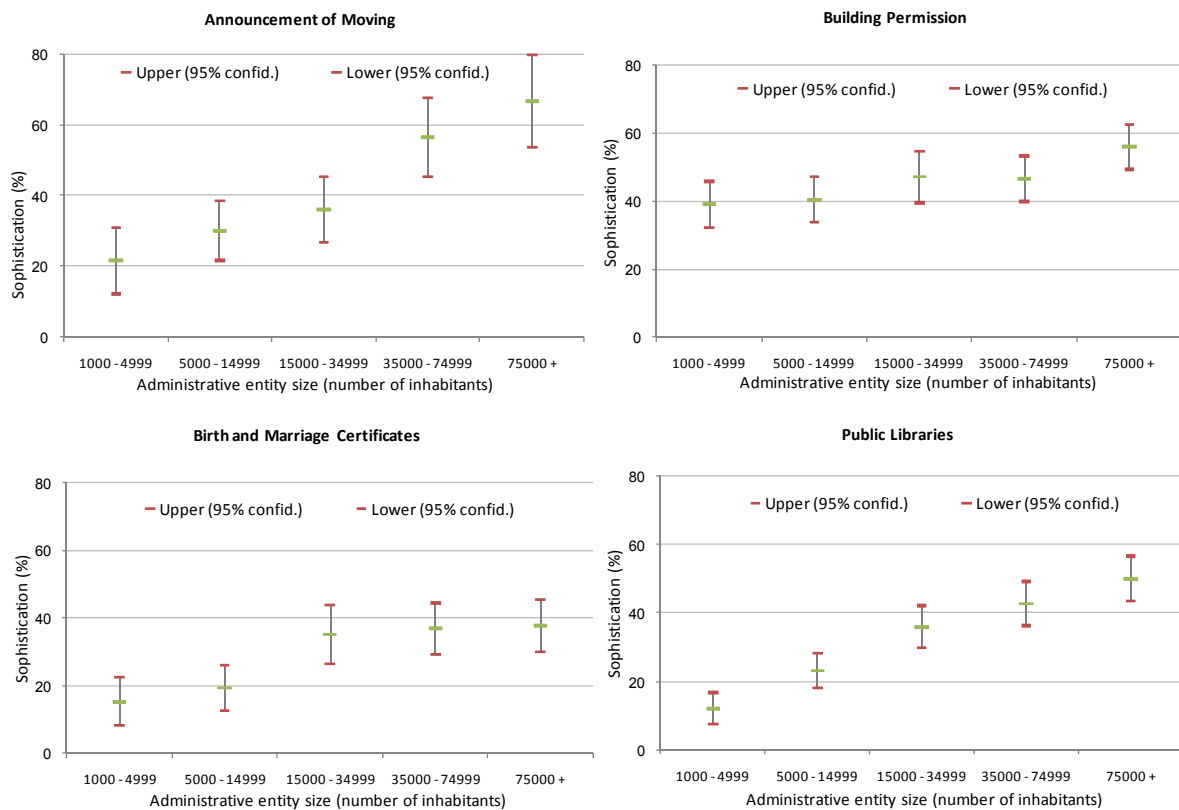 Announcement of Moving
80
Upper (95% confid.) Lower (95% confid.)
60
40
20
0
Sophistication (%)
1000 - 4999 5000 - 14999 15000 - 34999 35000 - 74999 75000 +
Administrative entity size (number of inhabitants)
Building Permission
80
Upper (95% confid.) Lower (95% confid.)
60
40
20
0
Sophistication (%)
1000 - 4999 5000 - 14999 15000 - 34999 35000 - 74999 75000 +
Administrative entity size (number of inhabitants)
Birth and Marriage Certificates
80
Upper (95% confid.) Lower (95% confid.)
60
40
20
0
Sophistication (%)
1000 - 4999 5000 - 14999 15000 - 34999 35000 - 74999 75000 +
Administrative entity size (number of inhabitants)
Public Libraries
80
Upper (95% confid.) Lower (95% confid.)
60
40
20
0
Sophistication (%)
1000 - 4999 5000 - 14999 15000 - 34999 35000 - 74999 75000 +
Administrative entity size (number of inhabitants)